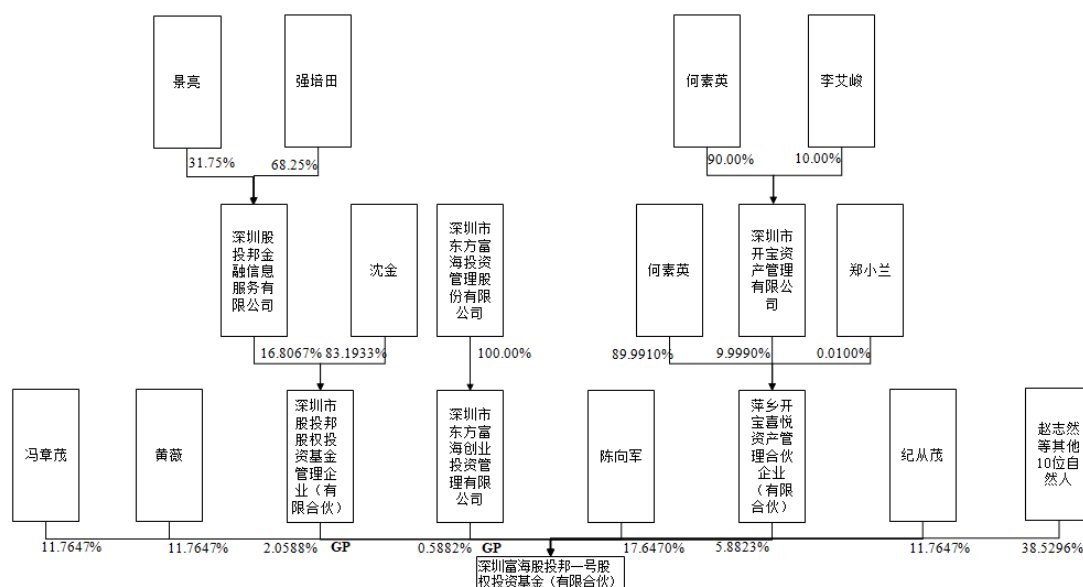 景亮
强培田
何素英
李艾峻
31.75%
68.25%
90.00%
10.00%
深圳股
投邦金
融信息
服务有
限公司
沈金
深圳市
东方富
海投资
管理股
份有限
公司
何素英
深圳市
开宝资
产管理
有限公
司
郑小兰
16.8067%
83.1933%
100.00%
89.9910%
9.9990%
0.0100%
冯章茂
黄薇
深圳市
股投邦
股权投
资基金
管理企
业（有
限合伙）
深圳市
东方富
海创业
投资管
理有限
公司
陈向军
萍乡开
宝喜悦
资产管
理合伙
企业
（有限
合伙）
纪从茂
赵志然
等其他
10位自
然人
11.7647%
11.7647%
2.0588%
GP
0.5882%
GP
17.6470%
5.8823%
11.7647%
38.5296%
深圳富海股投邦一号股
权投资基金（有限合伙）